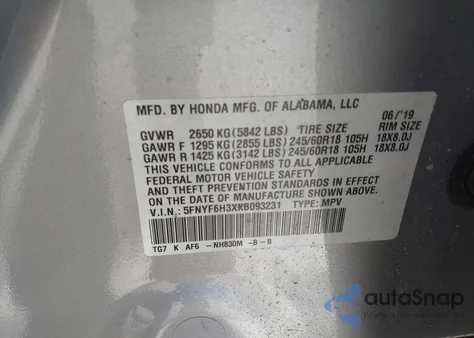 MFD. BY HONDA MFG. OF ALABAMA, LLC
06/'19
GVWR 2650 KG (5842 LBS) TIRE SIZE RIM SIZE
GAWR F 1295 KG (2855 LBS) 245/60R18 105H 18X8.0J
GAWR R 1425 KG (3142 LBS) 245/60R18 105H 18X8.0J
THIS VEHICLE CONFORMS TO ALL APPLICABLE
FEDERAL MOTOR VEHICLE SAFETY
AND THEFT PREVENTION STANDARDS IN EFFECT
ON THE DATE OF MANUFACTURE SHOWN ABOVE.
V.I.N.: 5FNYF6H3XKB093231 TYPE: MPV
TG7 K AF6 -NH830M -B-B
autoSnap